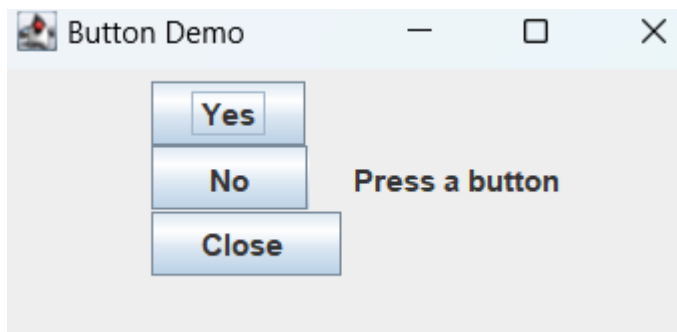 Button Demo
Yes
No
Press a button
Close